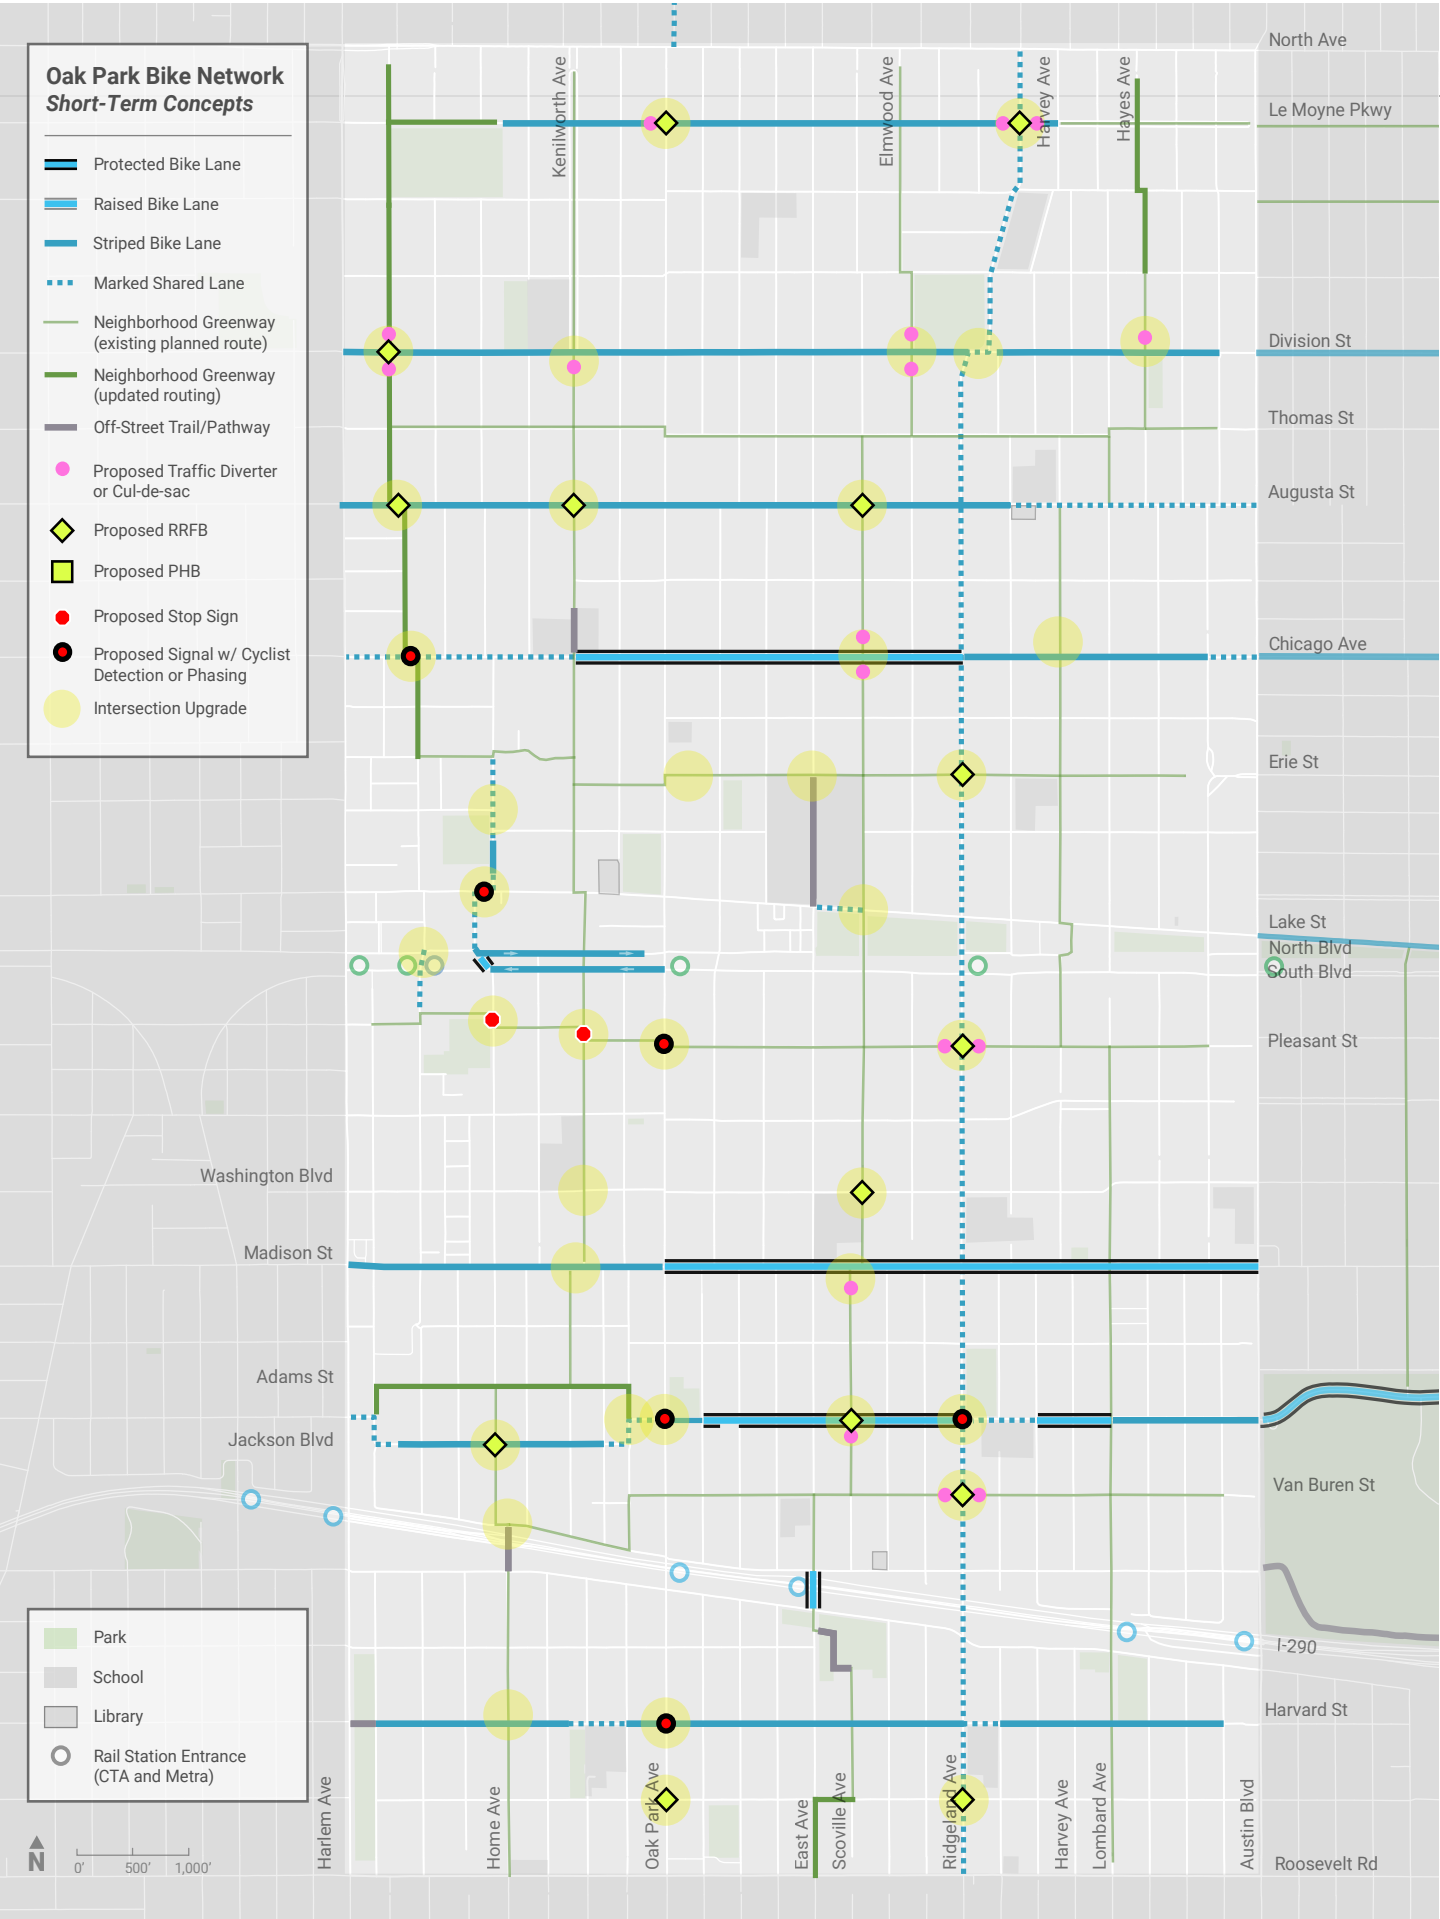 Oak Park Bike Network
Short-Term Concepts
Protected Bike Lane
Raised Bike Lane
Striped Bike Lane
Marked Shared Lane
Neighborhood Greenway
(existing planned route)
Neighborhood Greenway
(updated routing)
Off-Street Trail/Pathway
Proposed Traffic Diverter
or Cul-de-sac
Proposed RRFB
Proposed PHB
Proposed Stop Sign
Proposed Signal w/ Cyclist
Detection or Phasing
Intersection Upgrade
Kenilworth Ave
Elmwood Ave
Harvey Ave
Hayes Ave
North Ave
Le Moyne Pkwy
Division St
Thomas St
Augusta St
Chicago Ave
Erie St
Lake St
North Blvd
South Blvd
Pleasant St
Washington Blvd
Madison St
Adams St
Jackson Blvd
Van Buren St
I-290
Harvard St
Roosevelt Rd
Park
School
Library
Rail Station Entrance
(CTA and Metra)
N
0'
500'
1,000'
Harlem Ave
Home Ave
Oak Park Ave
East Ave
Scoville Ave
Ridgeland Ave
Harvey Ave
Lombard Ave
Austin Blvd